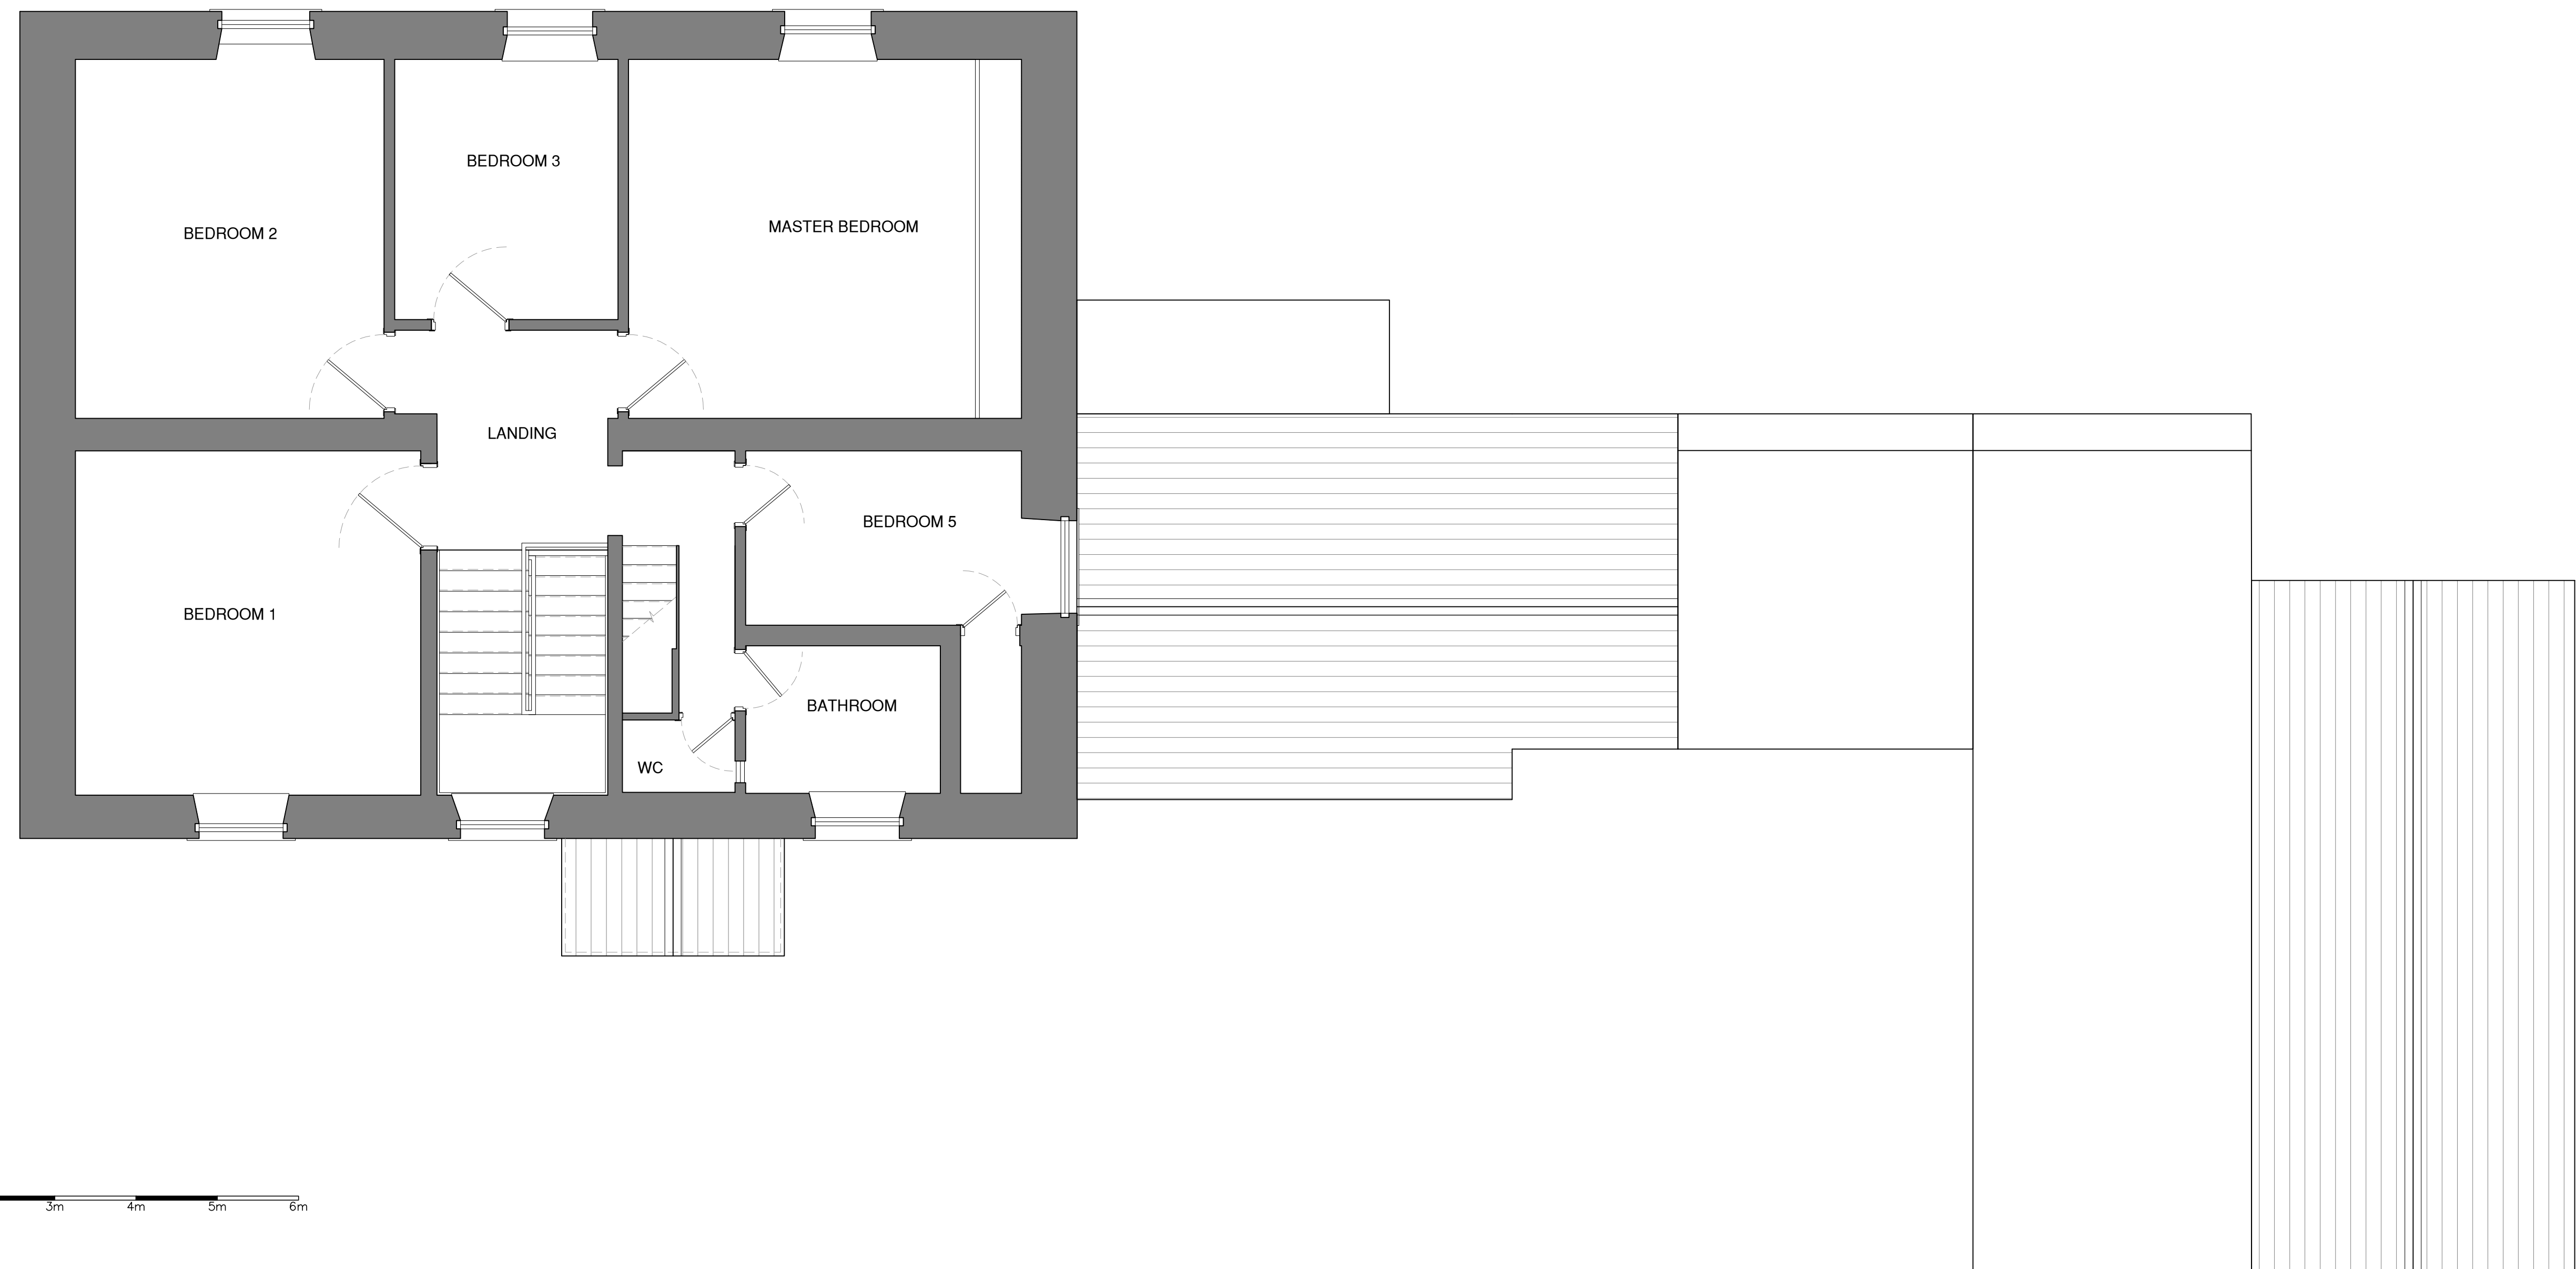 BEDROOM 3
MASTER BEDROOM
BEDROOM 2
LANDING
BEDROOM 5
BEDROOM 1
BATHROOM
WC
3m 4m 5m 6m